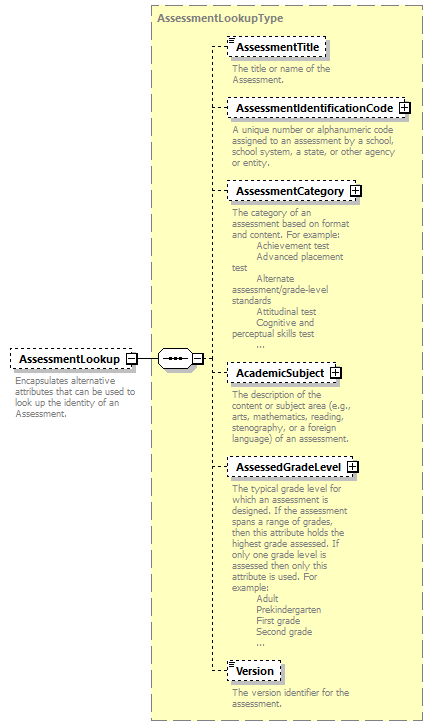 AssessmentLookupType
AssessmentTitle
The title or name of the
Assessment.
AssessmentIdentificationCode
A unique number or alphanumeric code
assigned to an assessment by a school,
school system, a state, or other agency
or entity.
AssessmentCategory
The category of an
assessment based on format
and content. For example:
Achievement test
Advanced placement
test
Alternate
assessment/grade-level
standards
Attitudinal test
Cognitive and
perceptual skills test
...
AssessmentLookup
Encapsulates alternative
attributes that can be used to
look up the identity of an
Assessment.
AcademicSubject
The description of the
content or subject area (e.g.,
arts, mathematics, reading,
stenography, or a foreign
language) of an assessment.
AssessedGradeLevel
The typical grade level for
which an assessment is
designed. If the assessment
spans a range of grades,
then this attribute holds the
highest grade assessed. If
only one grade level is
assessed then only this
attribute is used. For
example:
Adult
Prekindergarten
First grade
Second grade
...
Version
The version identifier for the
assessment.